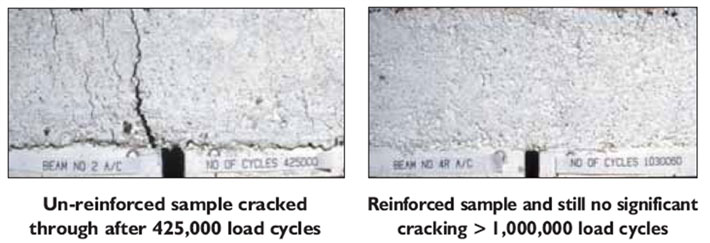 BEAM NO 2 A/C
NO OF CYCLES 425000
BEAM NO 4R A/C
NO OF CYCLES 1030060
Un-reinforced sample cracked
through after 425,000 load cycles
Reinforced sample and still no significant
cracking > 1,000,000 load cycles